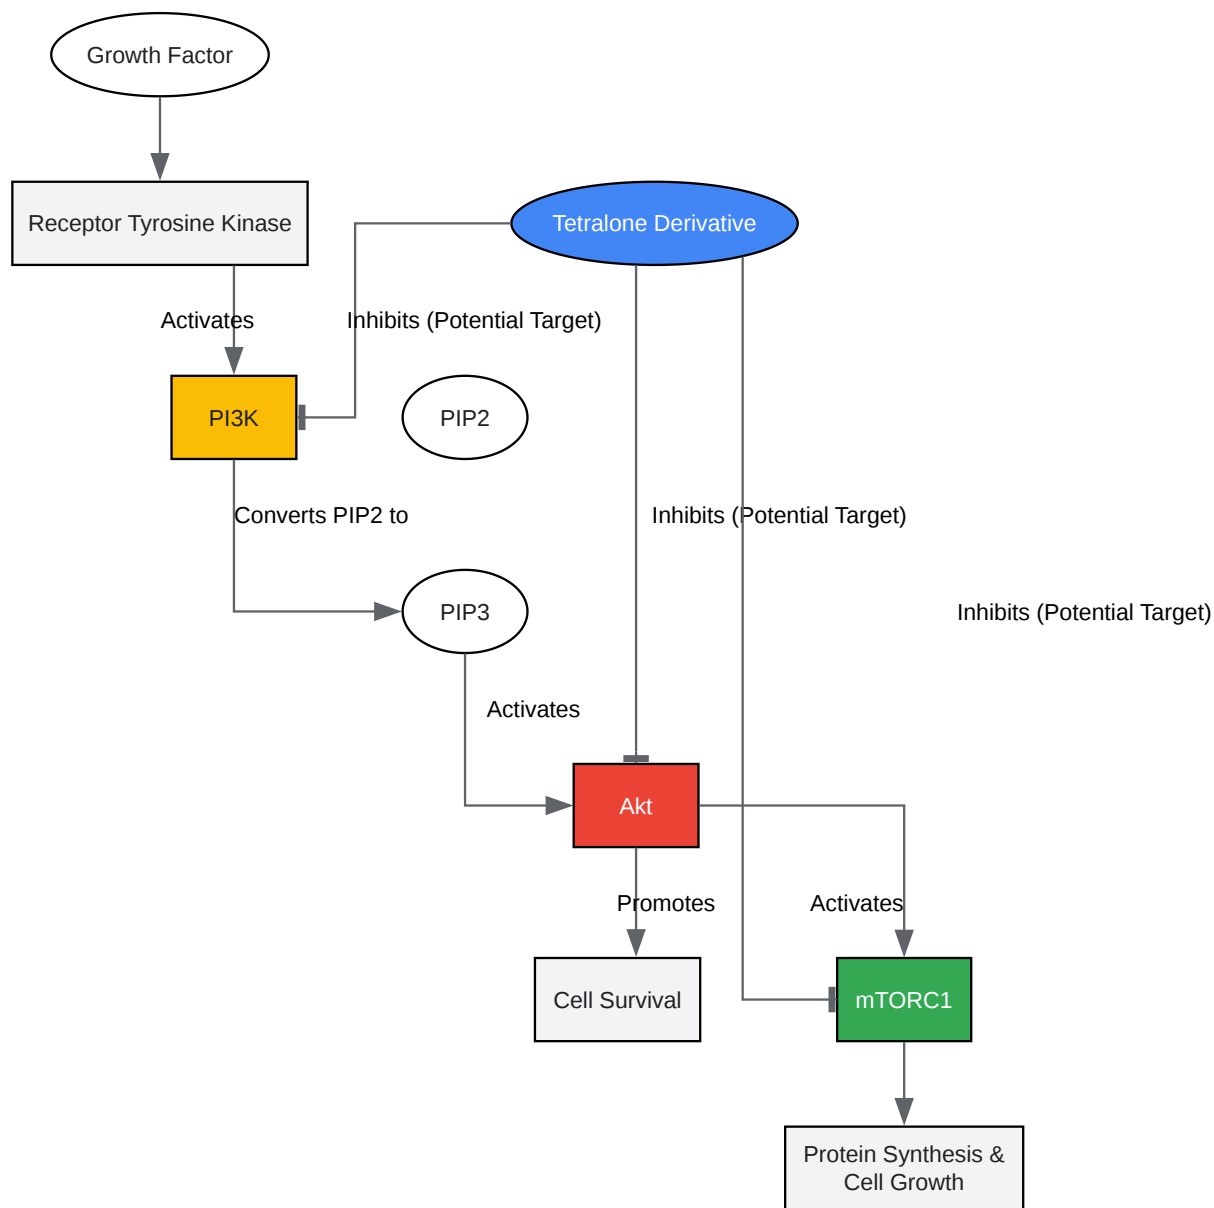 Growth Factor
Receptor Tyrosine Kinase
Tetralone Derivative
Activates
Inhibits (Potential Target)
PI3K
PIP2
Converts PIP2 to
Inhibits (Potential Target)
PIP3
Inhibits (Potential Target)
Activates
Akt
Promotes
Activates
Cell Survival
mTORC1
Protein Synthesis &
Cell Growth